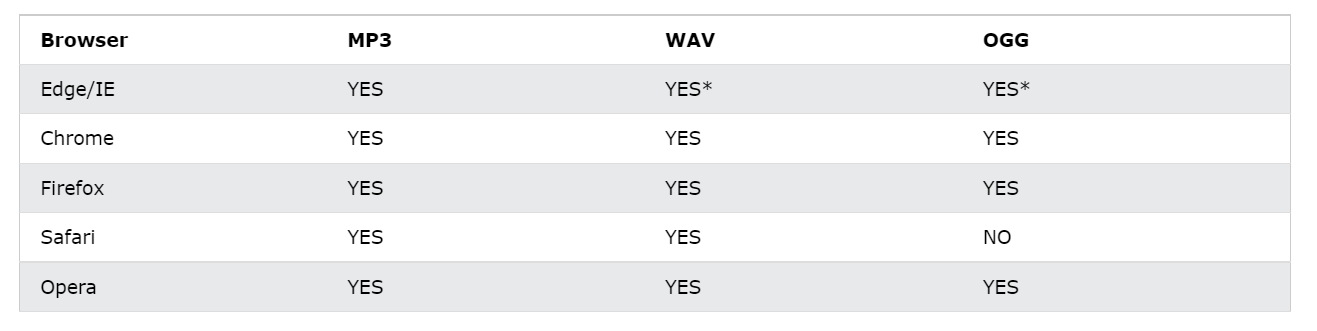 Browser MP3 WAV OGG
Edge/IE YES YES* YES*
Chrome YES YES YES
Firefox YES YES YES
Safari YES YES NO
Opera YES YES YES